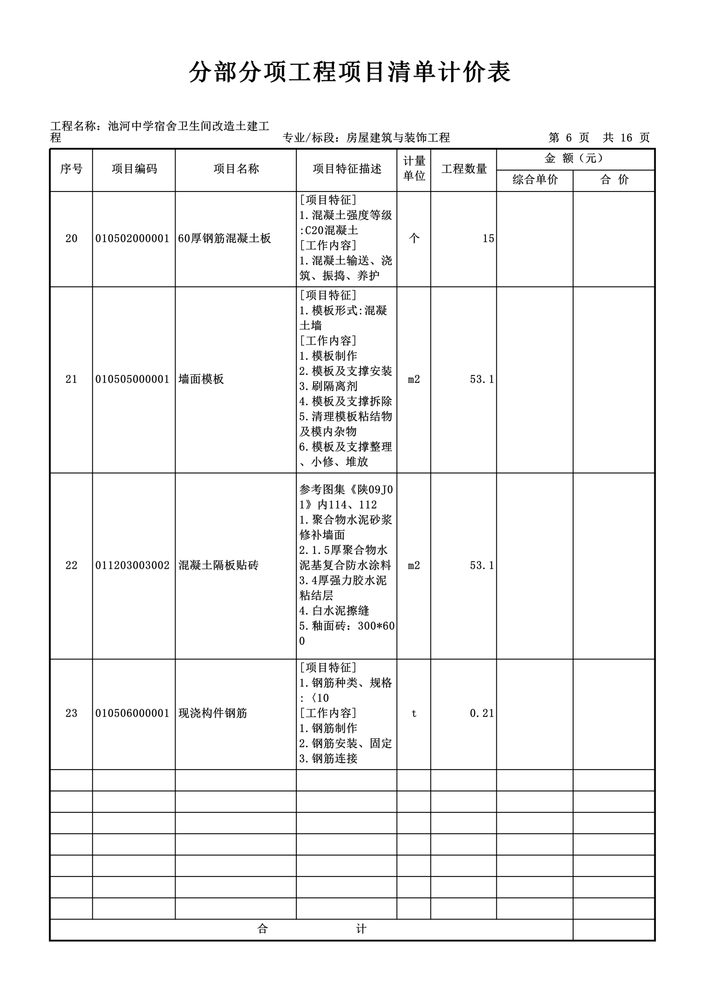 分部分项工程项目清单计价表
工程名称：池河中学宿舍卫生间改造土建工
程
专业/标段：房屋建筑与装饰工程
第 6 页 共 16 页
序号
项目编码
项目名称
项目特征描述
计量
单位
工程数量
金 额（元）
综合单价
合 价
20
010502000001
60厚钢筋混凝土板
[项目特征]
1.混凝土强度等级
:C20混凝土
[工作内容]
1.混凝土输送、浇
筑、振捣、养护
个
15
21
010505000001
墙面模板
[项目特征]
1.模板形式:混凝
土墙
[工作内容]
1.模板制作
2.模板及支撑安装
3.刷隔离剂
4.模板及支撑拆除
5.清理模板粘结物
及模内杂物
6.模板及支撑整理
、小修、堆放
m2
53.1
22
011203003002
混凝土隔板贴砖
参考图集《陕09J0
1》内114、112
1.聚合物水泥砂浆
修补墙面
2.1.5厚聚合物水
泥基复合防水涂料
3.4厚强力胶水泥
粘结层
4.白水泥擦缝
5.釉面砖：300*60
0
m2
53.1
23
010506000001
现浇构件钢筋
[项目特征]
1.钢筋种类、规格
:〈10
[工作内容]
1.钢筋制作
2.钢筋安装、固定
3.钢筋连接
t
0.21
合 计